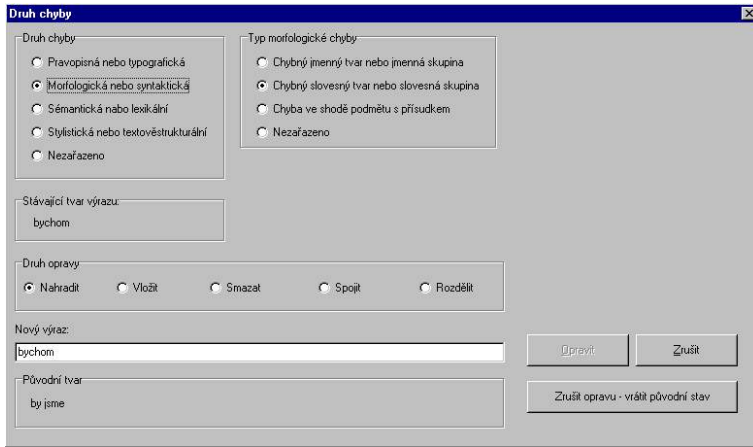 Druh chyby
Druh chyby
Pravopisná nebo typografická
Morfologická nebo syntaktická
Sémantická nabo lexikální
Stylistická nebo textověstrukturální
Nezařazeno
Typ morfologické chyby
Chybný jmenný tvar nebo jmenná skupina
Chybný slovesný tvar nebo slovesná skupina
Chyba ve shodě podmětu s přísudkem
Nezařazeno
Stávající tvar výrazu:
bychom
Druh opravy
Nahradit Vložit Smazat Spojit Rozdělit
Nový výraz:
bychom
Opravit Zrušit
Původní tvar
by jsme
Zrušit opravu - vrátit původní stav